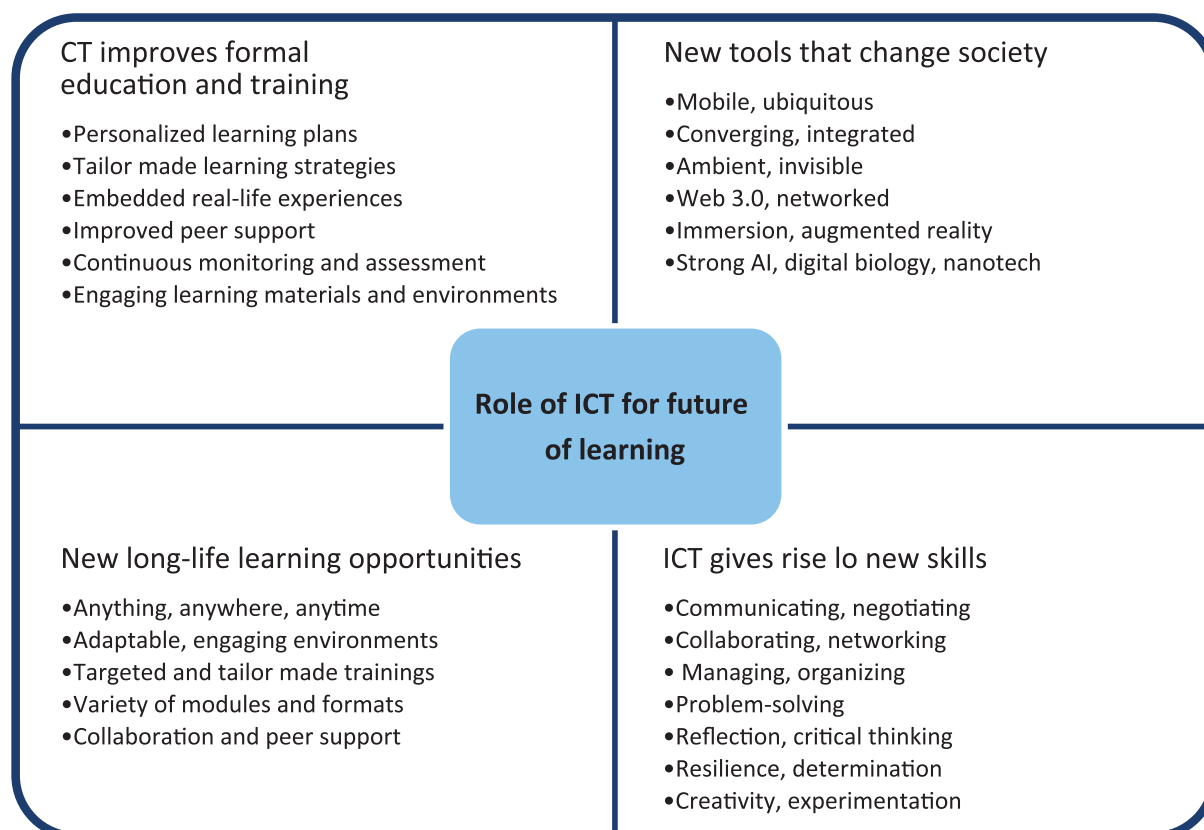 CT improves formal
education and training
•Personalized learning plans
•Tailor made learning strategies
•Embedded real-life experiences
•Improved peer support
•Continuous monitoring and assessment
•Engaging learning materials and environments
New tools that change society
•Mobile, ubiquitous
•Converging, integrated
•Ambient, invisible
•Web 3.0, networked
•Immersion, augmented reality
•Strong AI, digital biology, nanotech
Role of ICT for future
of learning
New long-life learning opportunities
•Anything, anywhere, anytime
•Adaptable, engaging environments
•Targeted and tailor made trainings
•Variety of modules and formats
•Collaboration and peer support
ICT gives rise lo new skills
•Communicating, negotiating
•Collaborating, networking
• Managing, organizing
•Problem-solving
•Reflection, critical thinking
•Resilience, determination
•Creativity, experimentation